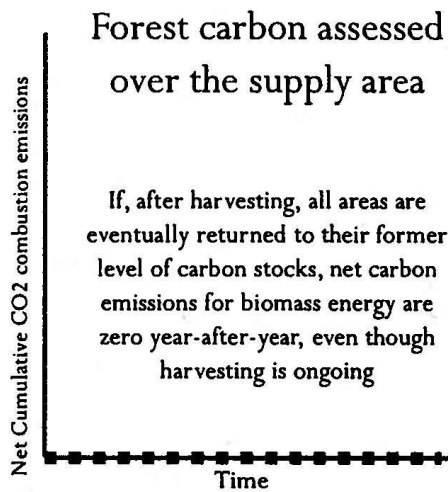 Forest carbon assessed
over the supply area
Net Cumulative CO2 combustion emissions
If, after harvesting, all areas are
eventually returned to their former
level of carbon stocks, net carbon
emissions for biomass energy are
zero year-after-year, even though
harvesting is ongoing
Time